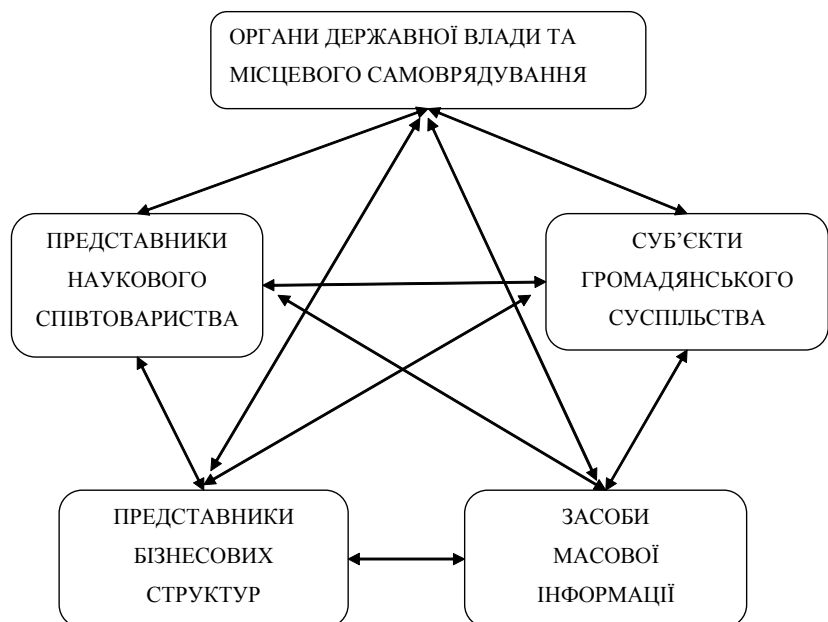 ОРГАНИ ДЕРЖАВНОЇ ВЛАДИ ТА
МІСЦЕВОГО САМОВРЯДУВАННЯ
ПРЕДСТАВНИКИ
НАУКОВОГО
СПІВТОВАРИСТВА
СУБ’ЄКТИ
ГРОМАДЯНСЬКОГО
СУСПІЛЬСТВА
ПРЕДСТАВНИКИ
БІЗНЕСОВИХ
СТРУКТУР
ЗАСОБИ
МАСОВОЇ
ІНФОРМАЦІЇ